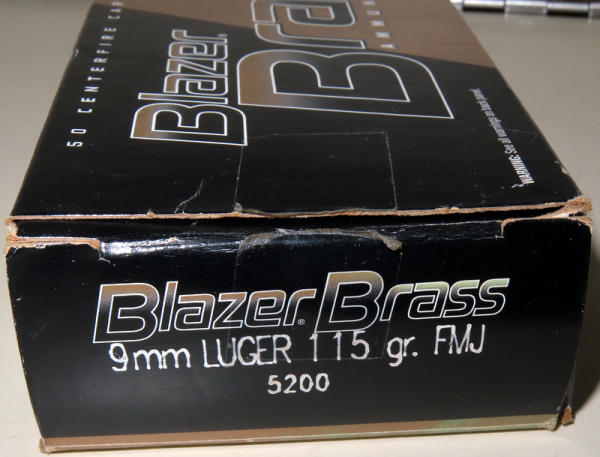 50 CENTERFIRE CAR
Blazer
Bra
AMMUN
WARNING: See all warnings on back panel.
Blazer® Brass
9mm LUGER 115 gr. FMJ
5200